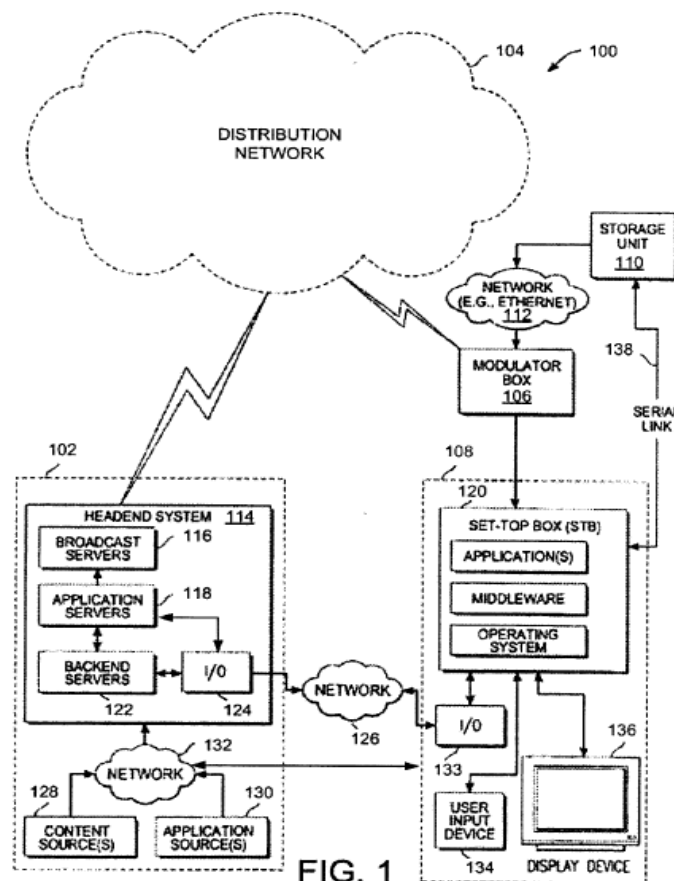 104
100
DISTRIBUTION
NETWORK
STORAGE
UNIT
110
NETWORK
(E.G., ETHERNET)
112
138
MODULATOR
BOX
106
SERIAL
LINK
102
108
HEADEND SYSTEM 114
BROADCAST
SERVERS
116
APPLICATION
SERVERS
118
BACKEND
SERVERS
122
I/0
124
120
SET-TOP BOX (STB)
APPLICATION(S)
MIDDLEWARE
OPERATING
SYSTEM
NETWORK
126
I/0
133
136
132
NETWORK
128
CONTENT
SOURCE(S)
130
APPLICATION
SOURCE(S)
USER
INPUT
DEVICE
134
DISPLAY DEVICE
FIG. 1